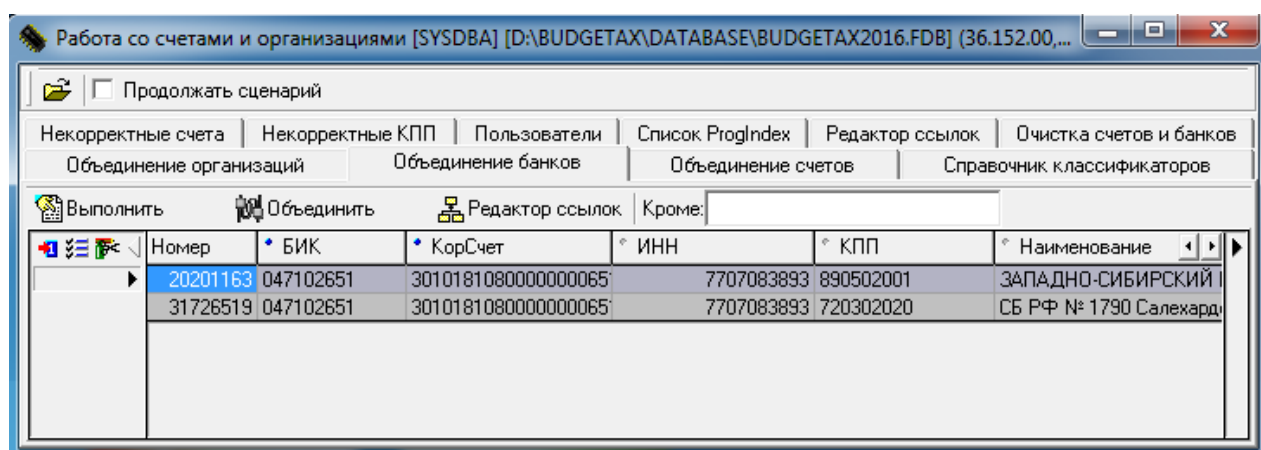 Работа со счетами и организациями [SYSDBA] [D:\BUDGETAX\DATABASE\BUDGETAX2016.FDB] (36.152.00,...
Продолжать сценарий
Некорректные счета Некорректные КПП Пользователи Список ProgIndex Редактор ссылок Очистка счетов и банков
Объединение организаций Объединение банков Объединение счетов Справочник классификаторов
Выполнить Объединить Редактор ссылок Кроме:
Номер БИК КорСчет ИНН КПП Наименование
20201163 047102651 3010181080000000065 7707083893 890502001 ЗАПАДНО-СИБИРСКИЙ
31726519 047102651 3010181080000000065 7707083893 720302020 СБ РФ № 1790 Салехард